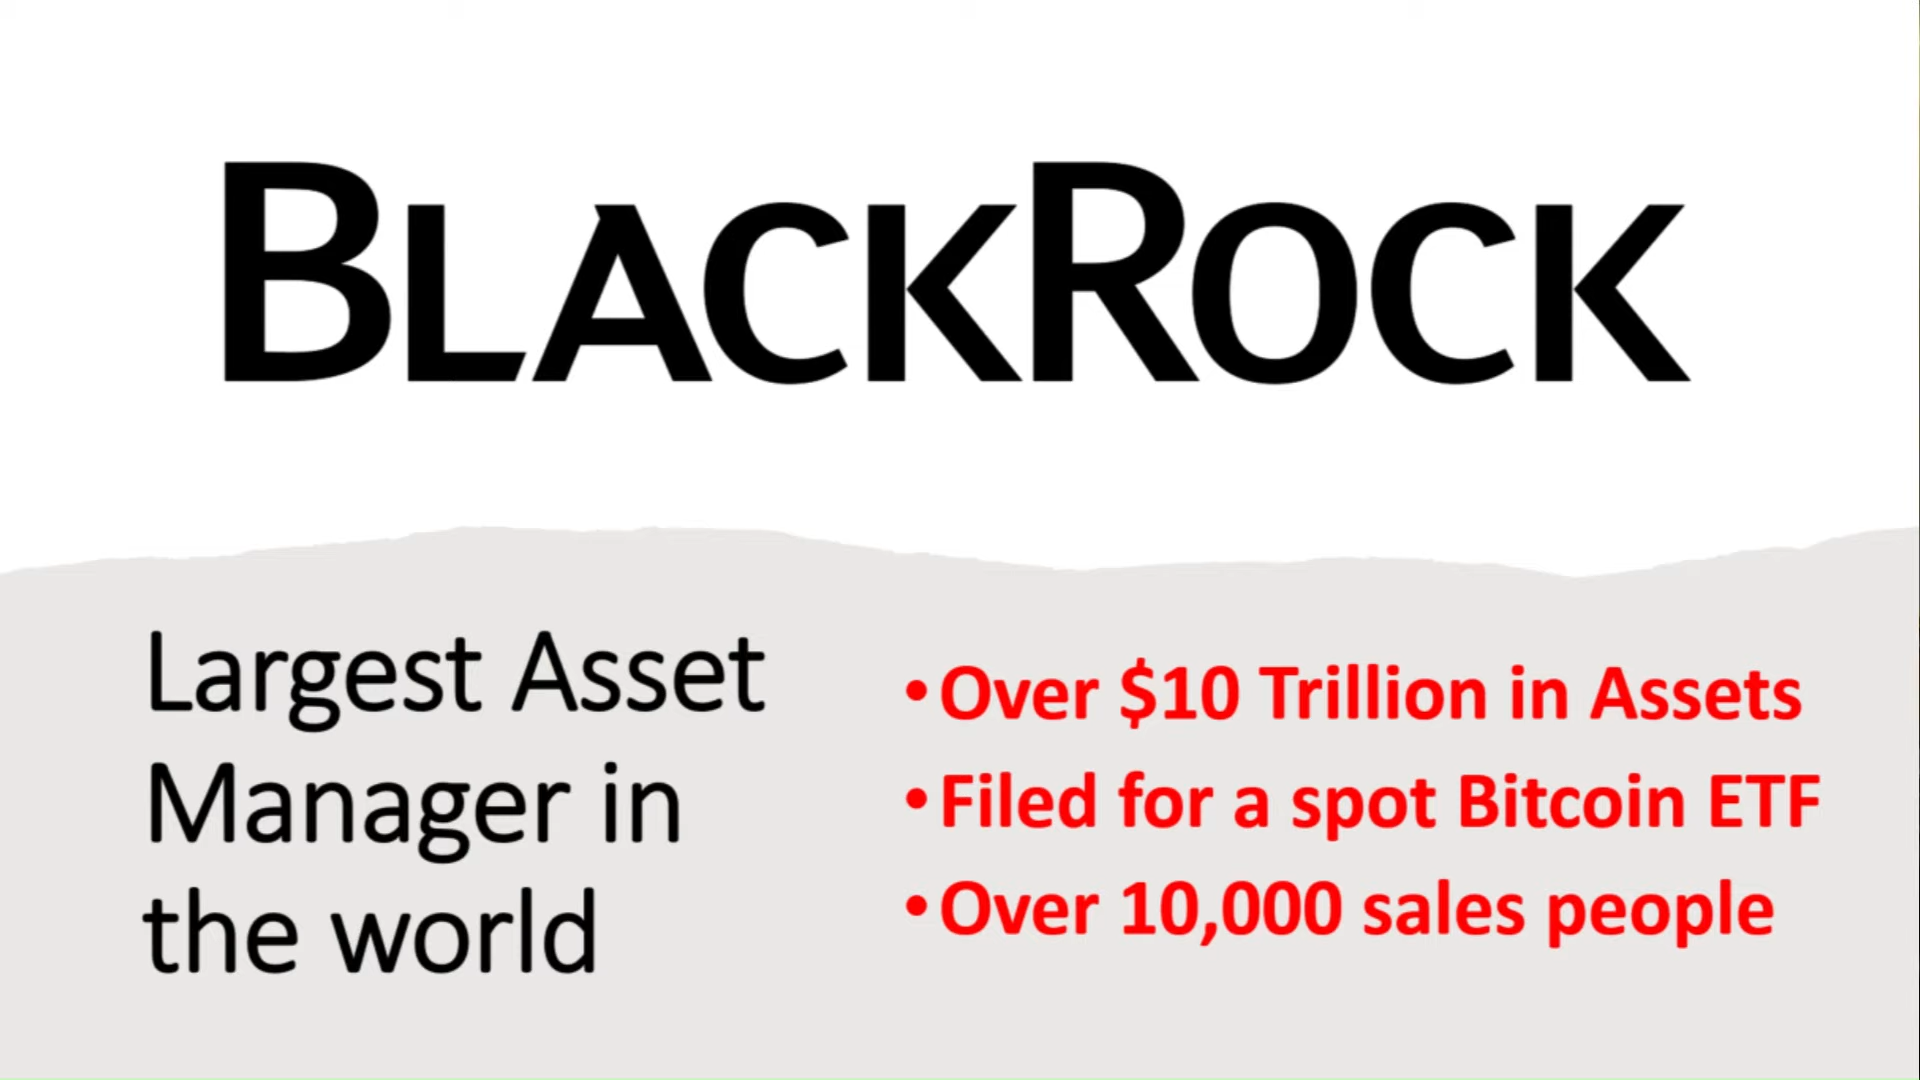 BLACKROCK
Largest Asset
Manager in
the world
• Over $10 Trillion in Assets
• Filed for a spot Bitcoin ETF
• Over 10,000 sales people